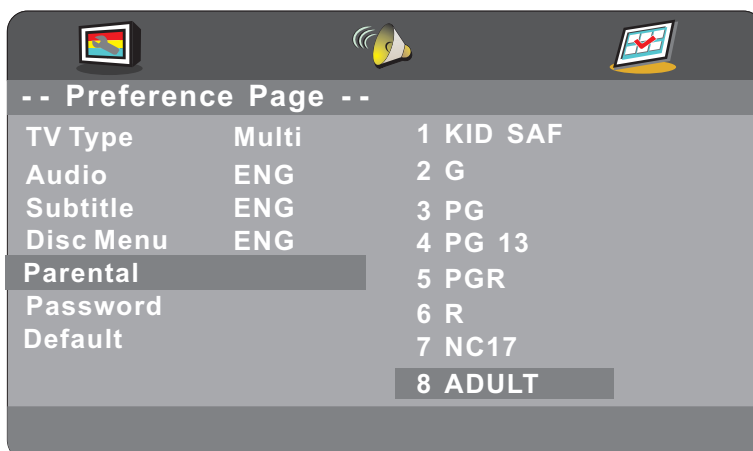 -- Preference Page --
TV Type Multi
Audio ENG
Subtitle ENG
Disc Menu ENG
Parental
Password
Default
1 KID SAF
2 G
3 PG
4 PG 13
5 PGR
6 R
7 NC17
8 ADULT